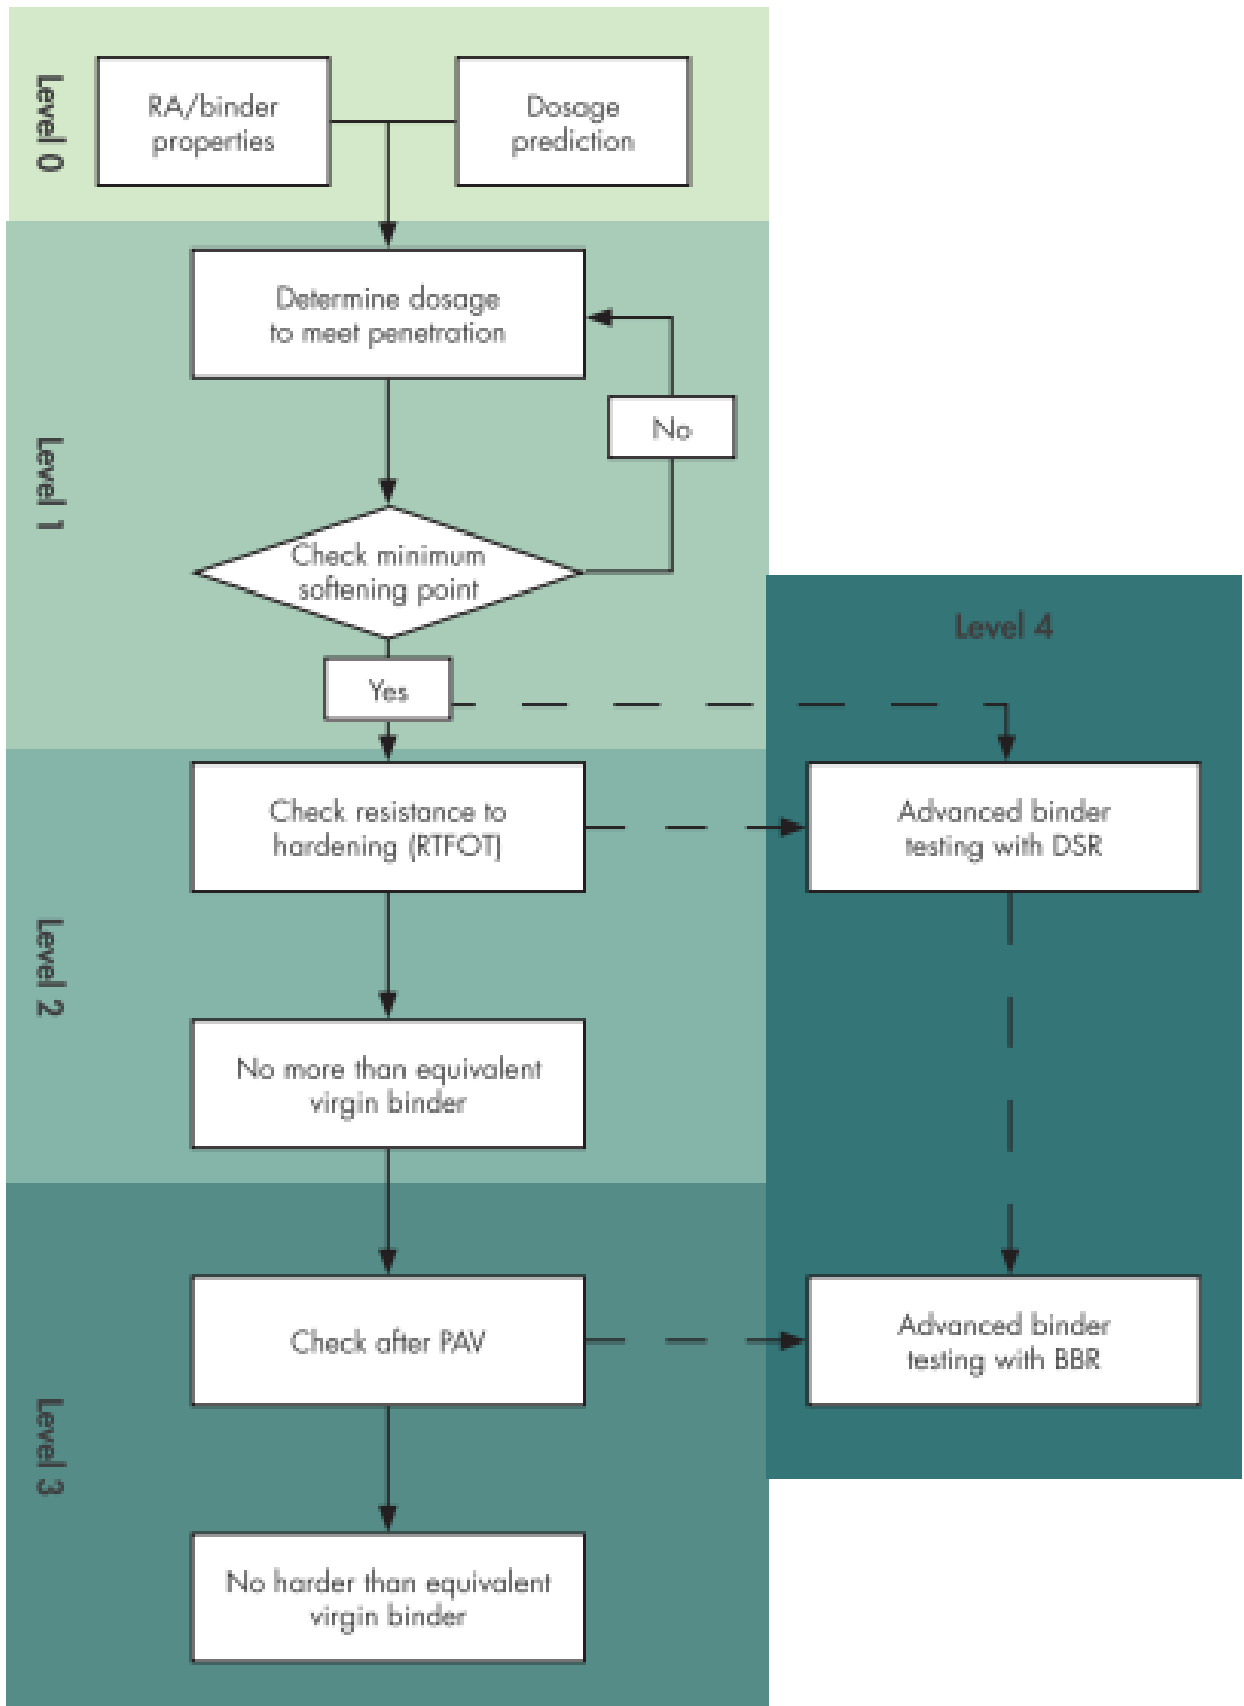 Level 0
RA/binder
properties
Dosage
prediction
Level 1
Determine dosage
to meet penetration
No
Check minimum
softening point
Yes
Level 4
Level 2
Check resistance to
hardening (RTFOT)
Advanced binder
testing with DSR
No more than equivalent
virgin binder
Level 3
Check after PAV
Advanced binder
testing with BBR
No harder than equivalent
virgin binder